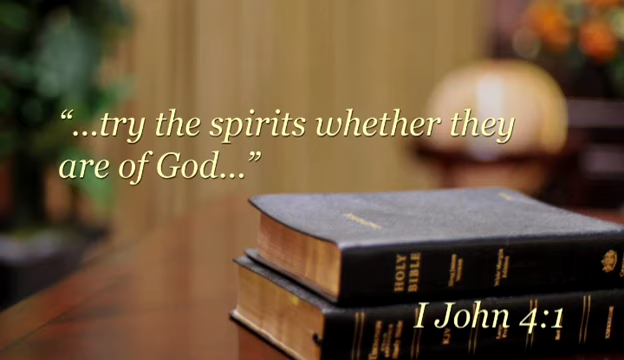 “...try the spirits whether they
are of God...”
HOLY
BIBLE
I John 4:1